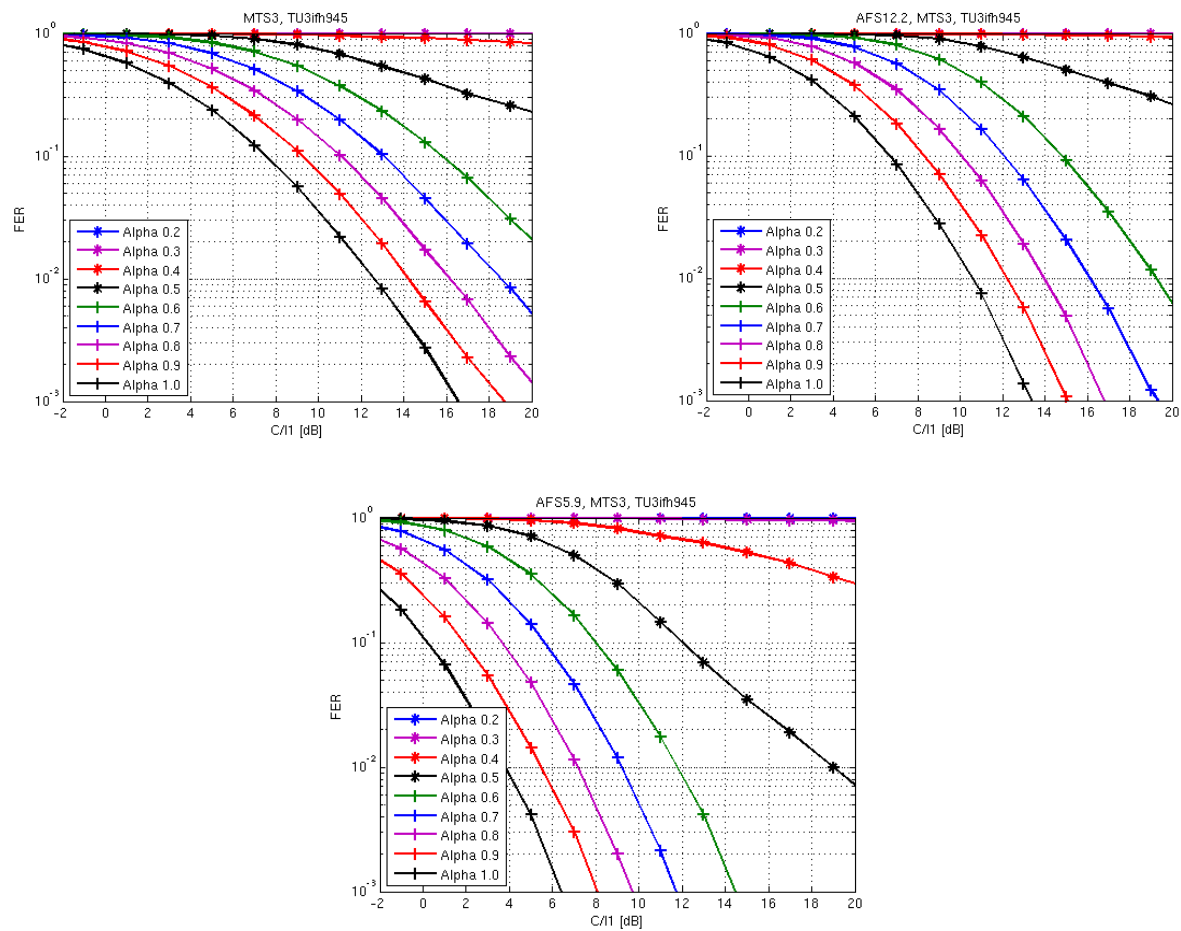 MTS3, TU3ifh945
10^0
10^-1
10^-2
10^-3
FER
Alpha 0.2
Alpha 0.3
Alpha 0.4
Alpha 0.5
Alpha 0.6
Alpha 0.7
Alpha 0.8
Alpha 0.9
Alpha 1.0
-2 0 2 4 6 8 10 12 14 16 18 20
C/I1 [dB]
AFS12.2, MTS3, TU3ifh945
10^0
10^-1
10^-2
10^-3
FER
Alpha 0.2
Alpha 0.3
Alpha 0.4
Alpha 0.5
Alpha 0.6
Alpha 0.7
Alpha 0.8
Alpha 0.9
Alpha 1.0
-2 0 2 4 6 8 10 12 14 16 18 20
C/I1 [dB]
AFS5.9, MTS3, TU3ifh945
10^0
10^-1
10^-2
10^-3
FER
Alpha 0.2
Alpha 0.3
Alpha 0.4
Alpha 0.5
Alpha 0.6
Alpha 0.7
Alpha 0.8
Alpha 0.9
Alpha 1.0
-2 0 2 4 6 8 10 12 14 16 18 20
C/I1 [dB]